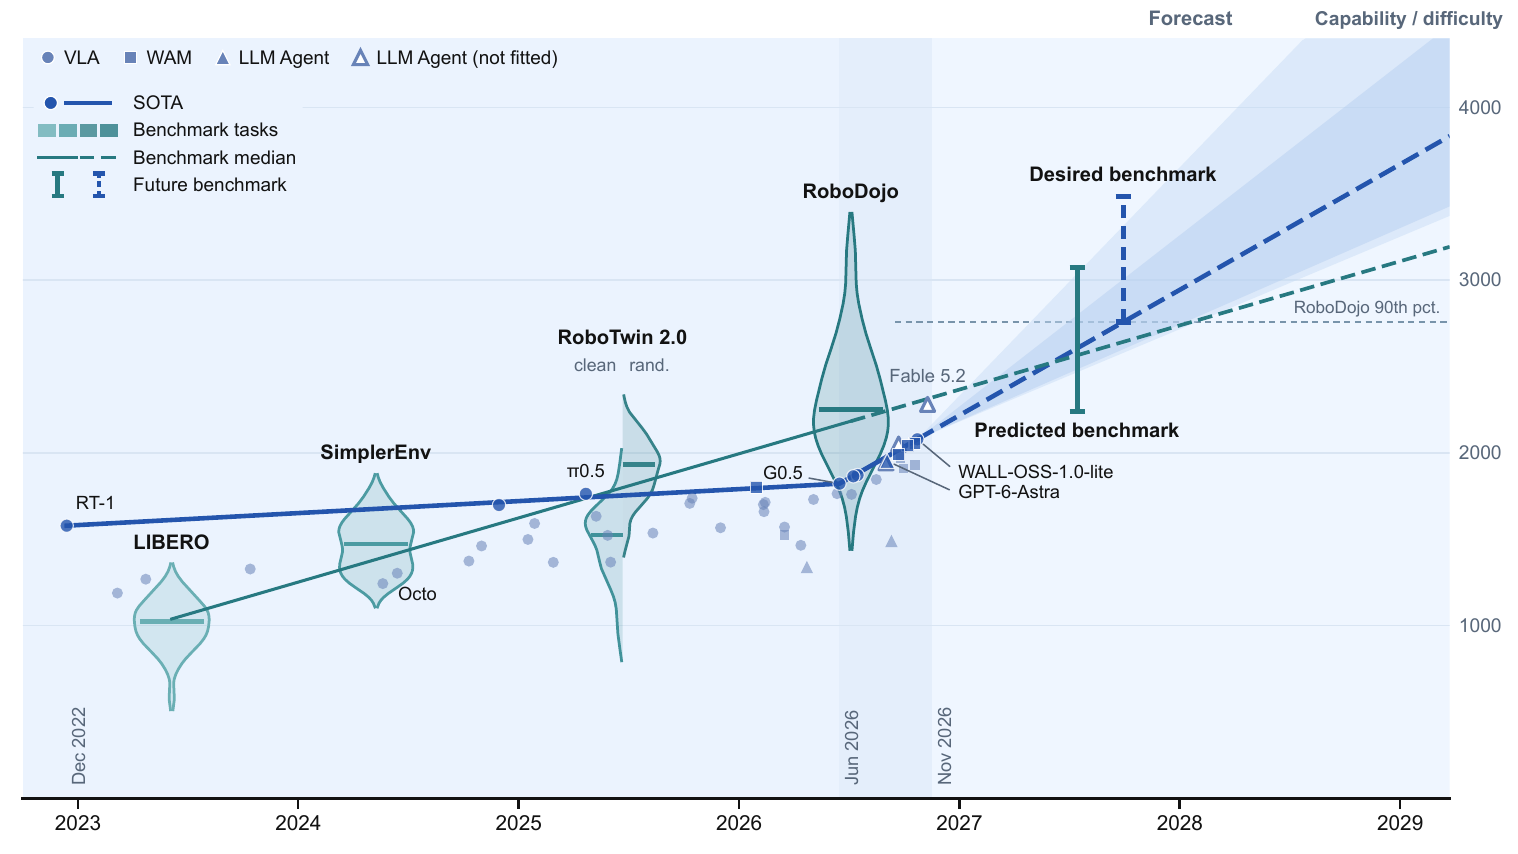 Forecast
Capability / difficulty
VLA
WAM
LLM Agent
LLM Agent (not fitted)
SOTA
Benchmark tasks
Benchmark median
Future benchmark
4000
3000
2000
1000
RoboDojo
Desired benchmark
RoboDojo 90th pct.
RoboTwin 2.0
clean rand.
Fable 5.2
Predicted benchmark
SimplerEnv
π0.5
G0.5
WALL-OSS-1.0-lite
GPT-6-Astra
RT-1
LIBERO
Octo
Dec 2022
Jun 2026
Nov 2026
2023
2024
2025
2026
2027
2028
2029